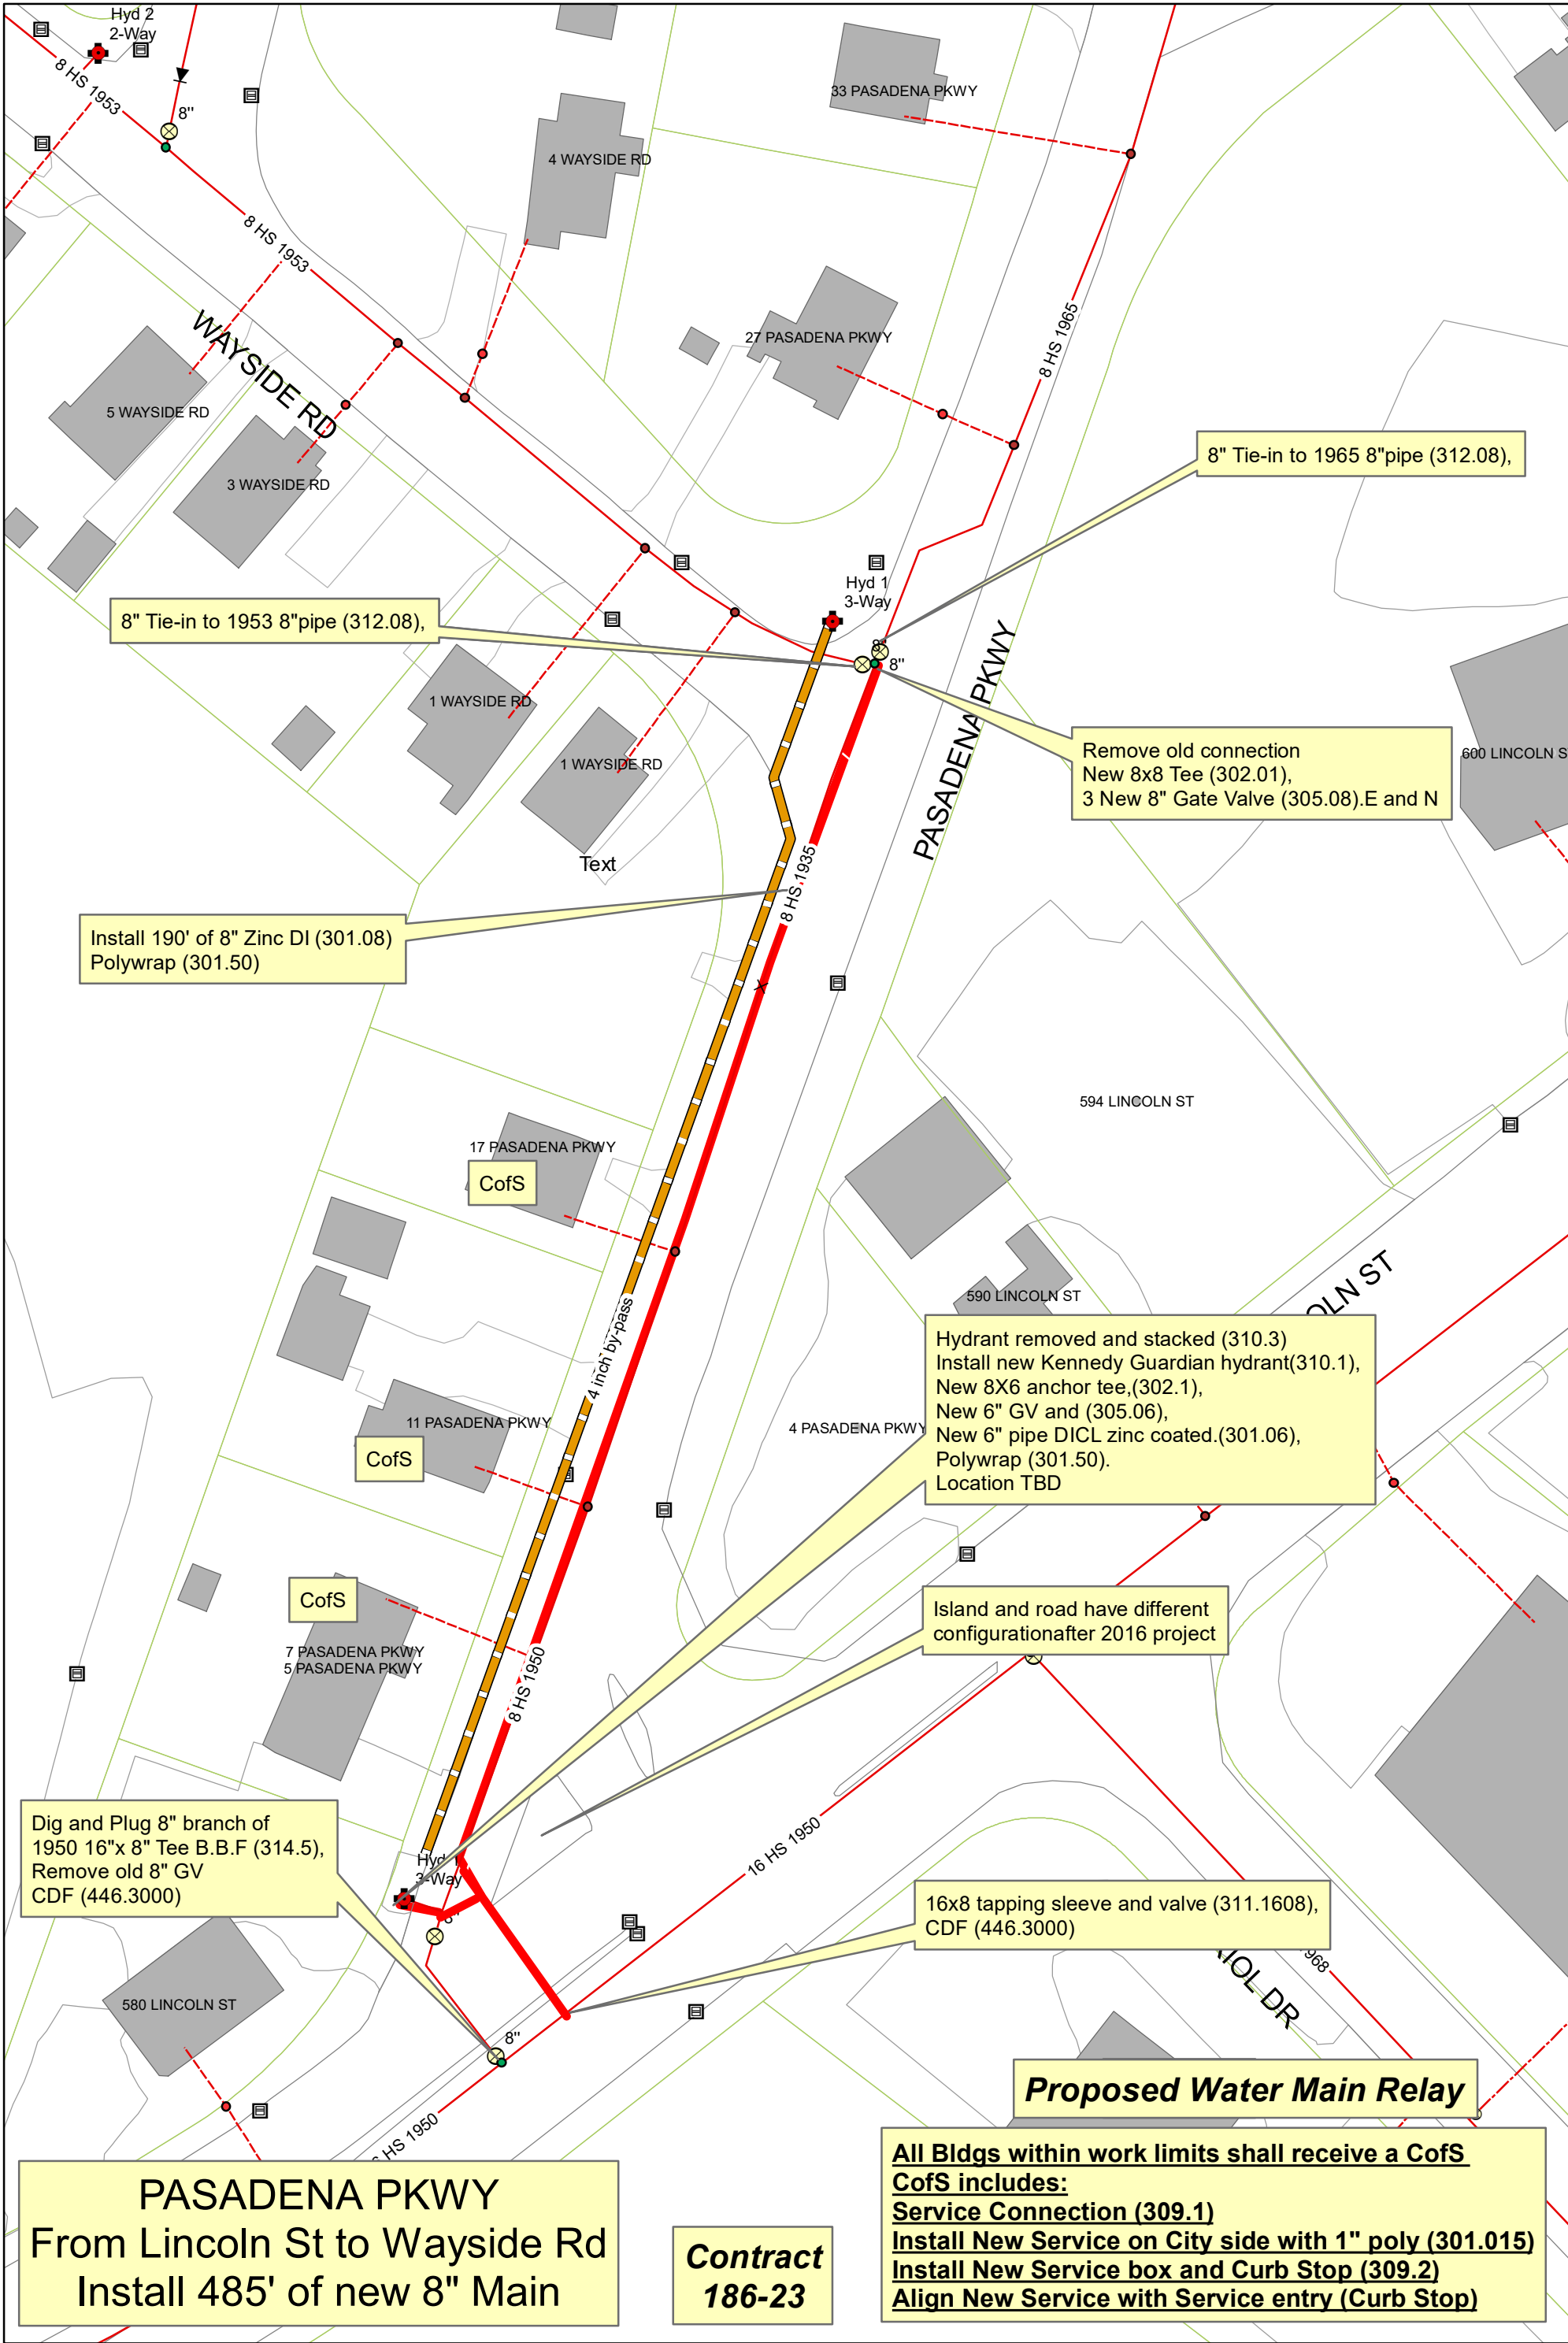 Hyd 2
2-Way
8 HS 1953
8"
33 PASADENA PKWY
4 WAYSIDE RD
8 HS 1953
WAYSIDE RD
5 WAYSIDE RD
3 WAYSIDE RD
27 PASADENA PKWY
8 HS 1965
8" Tie-in to 1965 8"pipe (312.08),
8" Tie-in to 1953 8"pipe (312.08),
Hyd 1
3-Way
8"
8"
1 WAYSIDE RD
1 WAYSIDE RD
PASADENA PKWY
Remove old connection
New 8x8 Tee (302.01),
3 New 8" Gate Valve (305.08).E and N
600 LINCOLN S
Text
8 HS 1935
Install 190' of 8" Zinc DI (301.08)
Polywrap (301.50)
594 LINCOLN ST
17 PASADENA PKWY
CofS
590 LINCOLN ST
OLN ST
4 inch by-pass
Hydrant removed and stacked (310.3)
Install new Kennedy Guardian hydrant(310.1),
New 8X6 anchor tee,(302.1),
New 6" GV and (305.06),
New 6" pipe DICL zinc coated.(301.06),
Polywrap (301.50).
Location TBD
11 PASADENA PKWY
CofS
4 PASADENA PKWY
CofS
7 PASADENA PKWY
5 PASADENA PKWY
8 HS 1950
Island and road have different
configurationafter 2016 project
Dig and Plug 8" branch of
1950 16"x 8" Tee B.B.F (314.5),
Remove old 8" GV
CDF (446.3000)
Hyd 1
3-Way
16 HS 1950
16x8 tapping sleeve and valve (311.1608),
CDF (446.3000)
580 LINCOLN ST
8"
968
IOL DR
6 HS 1950
Proposed Water Main Relay
PASADENA PKWY
From Lincoln St to Wayside Rd
Install 485' of new 8" Main
Contract
186-23
All Bldgs within work limits shall receive a CofS
CofS includes:
Service Connection (309.1)
Install New Service on City side with 1" poly (301.015)
Install New Service box and Curb Stop (309.2)
Align New Service with Service entry (Curb Stop)